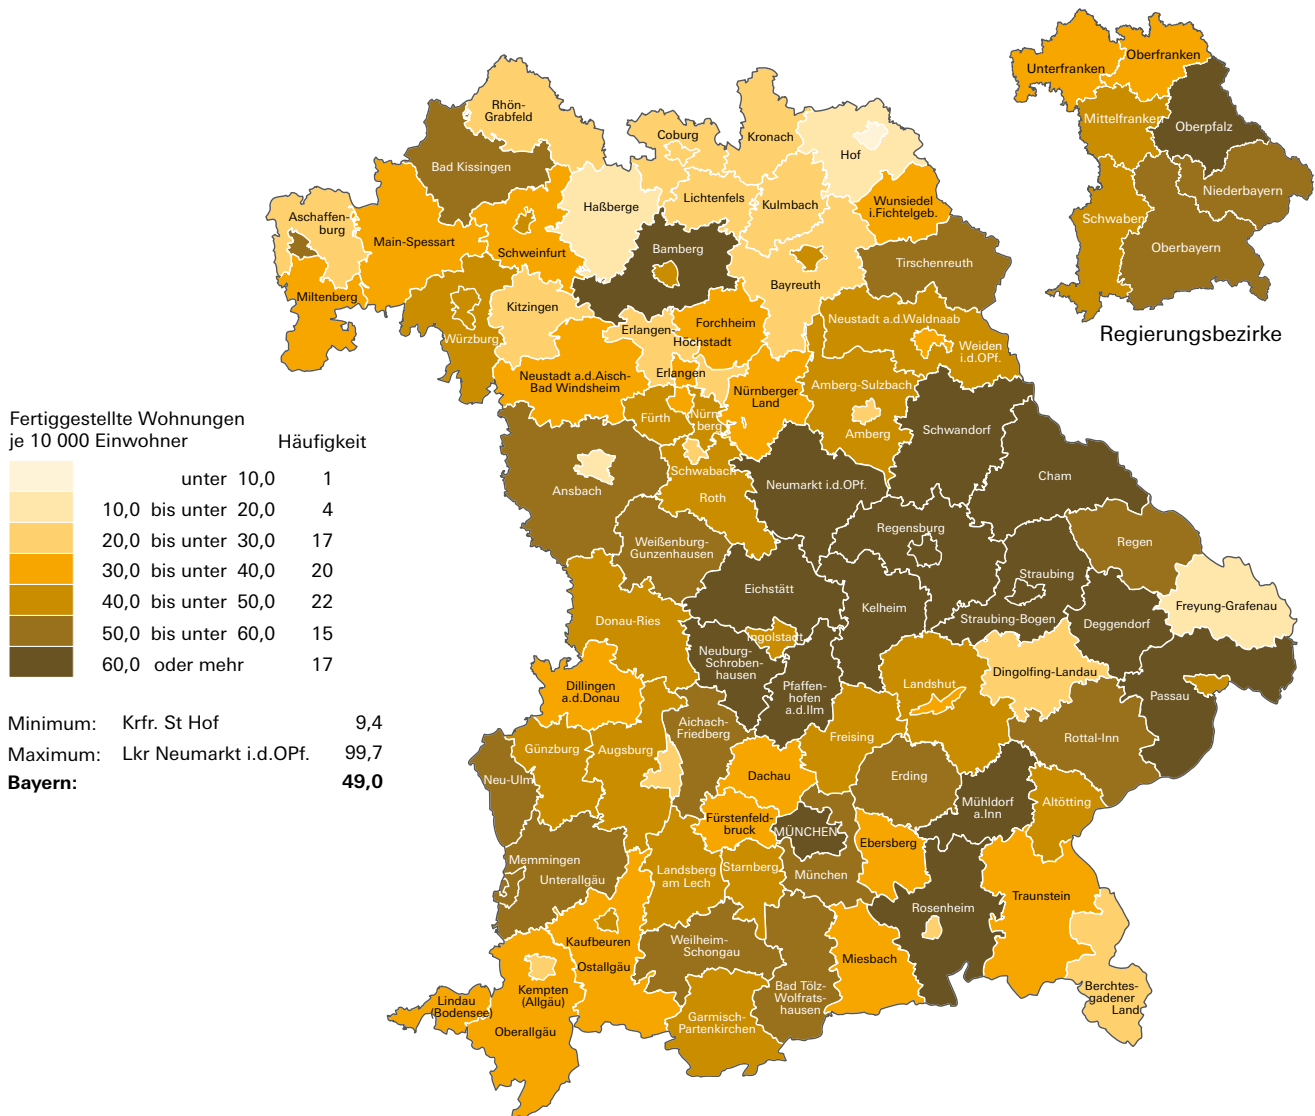 Rhön-
Grabfeld
Coburg
Kronach
Hof
Bad Kissingen
Haßberge
Lichtenfels
Kulmbach
Wunsiedel
i.Fichtelgeb.
Aschaffen-
burg
Main-Spessart
Schweinfurt
Bamberg
Tirschenreuth
Miltenberg
Kitzingen
Bayreuth
Würzburg
Erlangen-
Höchstadt
Forchheim
Neustadt a.d.Waldnaab
Weiden
i.d.OPf.
Neustadt a.d.Aisch-
Bad Windsheim
Erlangen
Nürnberger
Land
Amberg-Sulzbach
Amberg
Fürth
Nürn-
berg
Schwandorf
Ansbach
Schwabach
Roth
Neumarkt i.d.OPf.
Cham
Weißenburg-
Gunzenhausen
Regensburg
Regen
Eichstätt
Straubing
Kelheim
Straubing-Bogen
Deggendorf
Freyung-Grafenau
Donau-Ries
Ingolstadt
Neuburg-
Schroben-
hausen
Pfaffen-
hofen
a.d.Ilm
Landshut
Dingolfing-Landau
Passau
Dillingen
a.d.Donau
Aichach-
Friedberg
Freising
Rottal-Inn
Günzburg
Augsburg
Neu-Ulm
Dachau
Erding
Mühldorf
a.Inn
Altötting
Fürstenfeld-
bruck
MÜNCHEN
Ebersberg
Memmingen
Unterallgäu
Landsberg
am Lech
Starnberg
München
Traunstein
Rosenheim
Kaufbeuren
Ostallgäu
Weilheim-
Schongau
Miesbach
Kempten
(Allgäu)
Bad Tölz-
Wolfrats-
hausen
Berchtes-
gadener
Land
Lindau
(Bodensee)
Oberallgäu
Garmisch-
Partenkirchen
Unterfranken
Oberfranken
Mittelfranken
Oberpfalz
Niederbayern
Schwaben
Oberbayern
Regierungsbezirke
Fertiggestellte Wohnungen
je 10 000 Einwohner Häufigkeit
unter 10,0 1
10,0 bis unter 20,0 4
20,0 bis unter 30,0 17
30,0 bis unter 40,0 20
40,0 bis unter 50,0 22
50,0 bis unter 60,0 15
60,0 oder mehr 17
Minimum: Krfr. St Hof 9,4
Maximum: Lkr Neumarkt i.d.OPf. 99,7
Bayern: 49,0